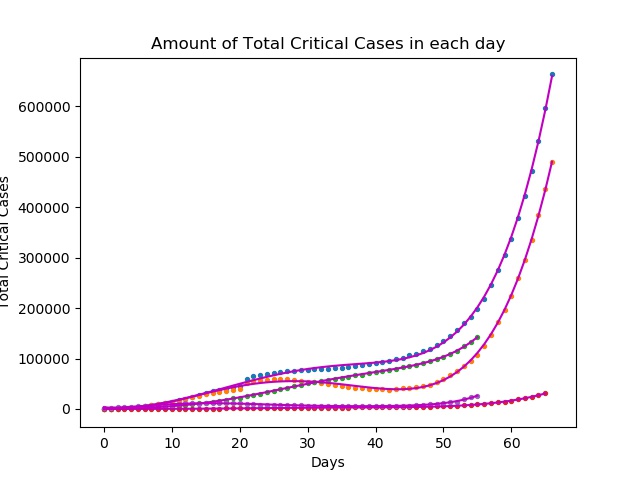 Amount of Total Critical Cases in each day
600000
500000
400000
300000
200000
100000
0
Total Critical Cases
0 10 20 30 40 50 60
Days